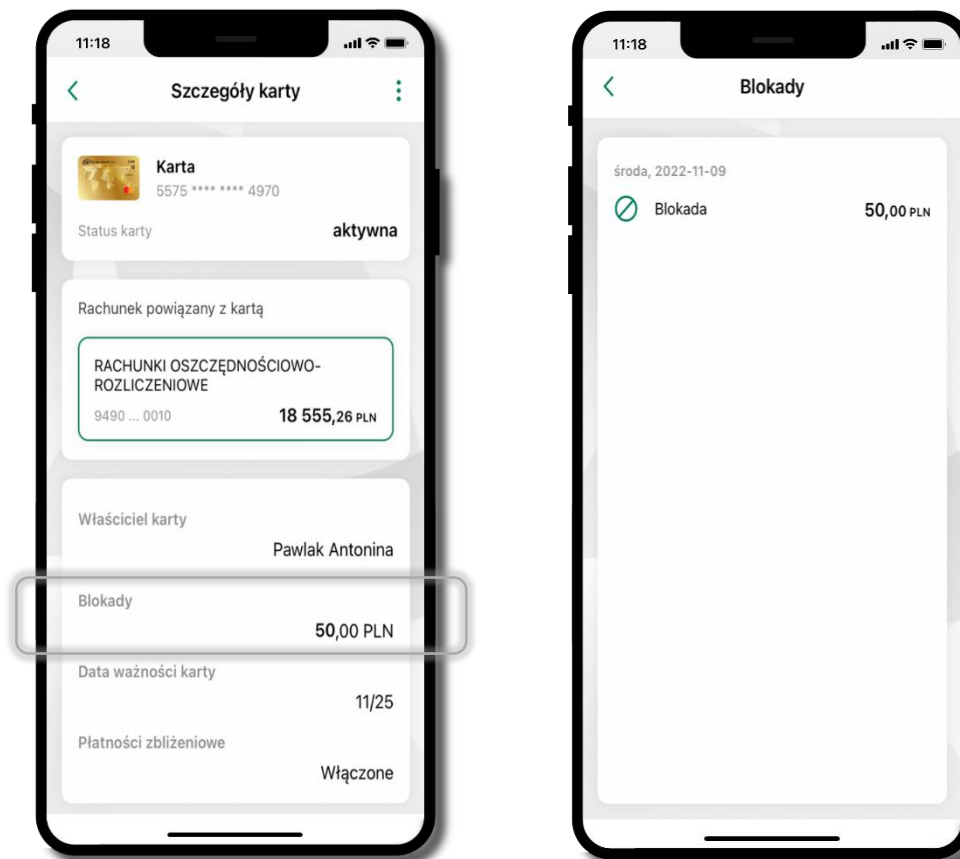 11:18
Szczegóły karty
Karta
5575 **** **** 4970
Status karty
aktywna
Rachunek powiązany z kartą
RACHUNKI OSZCZĘDNOŚCIOWO-
ROZLICZENIOWE
9490 ... 0010
18 555,26 PLN
Właściciel karty
Pawlak Antonina
Blokady
50,00 PLN
Data ważności karty
11/25
Płatności zbliżeniowe
Włączone
11:18
Blokady
środa, 2022-11-09
Blokada
50,00 PLN